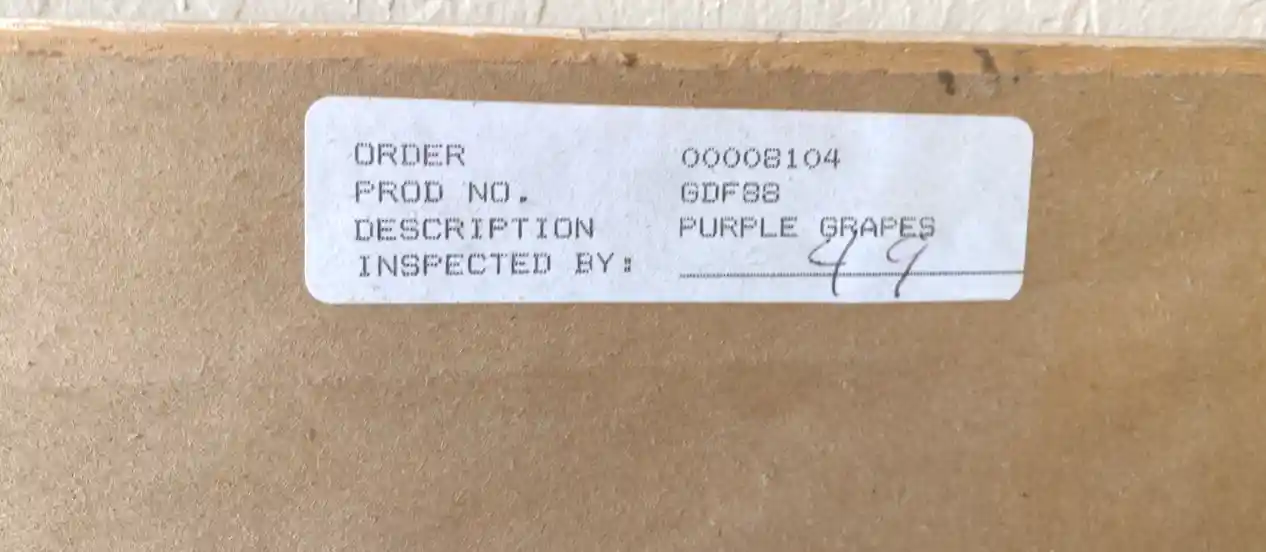 ORDER 00008104
PROD NO. GDF88
DESCRIPTION PURPLE GRAPES
INSPECTED BY: 49